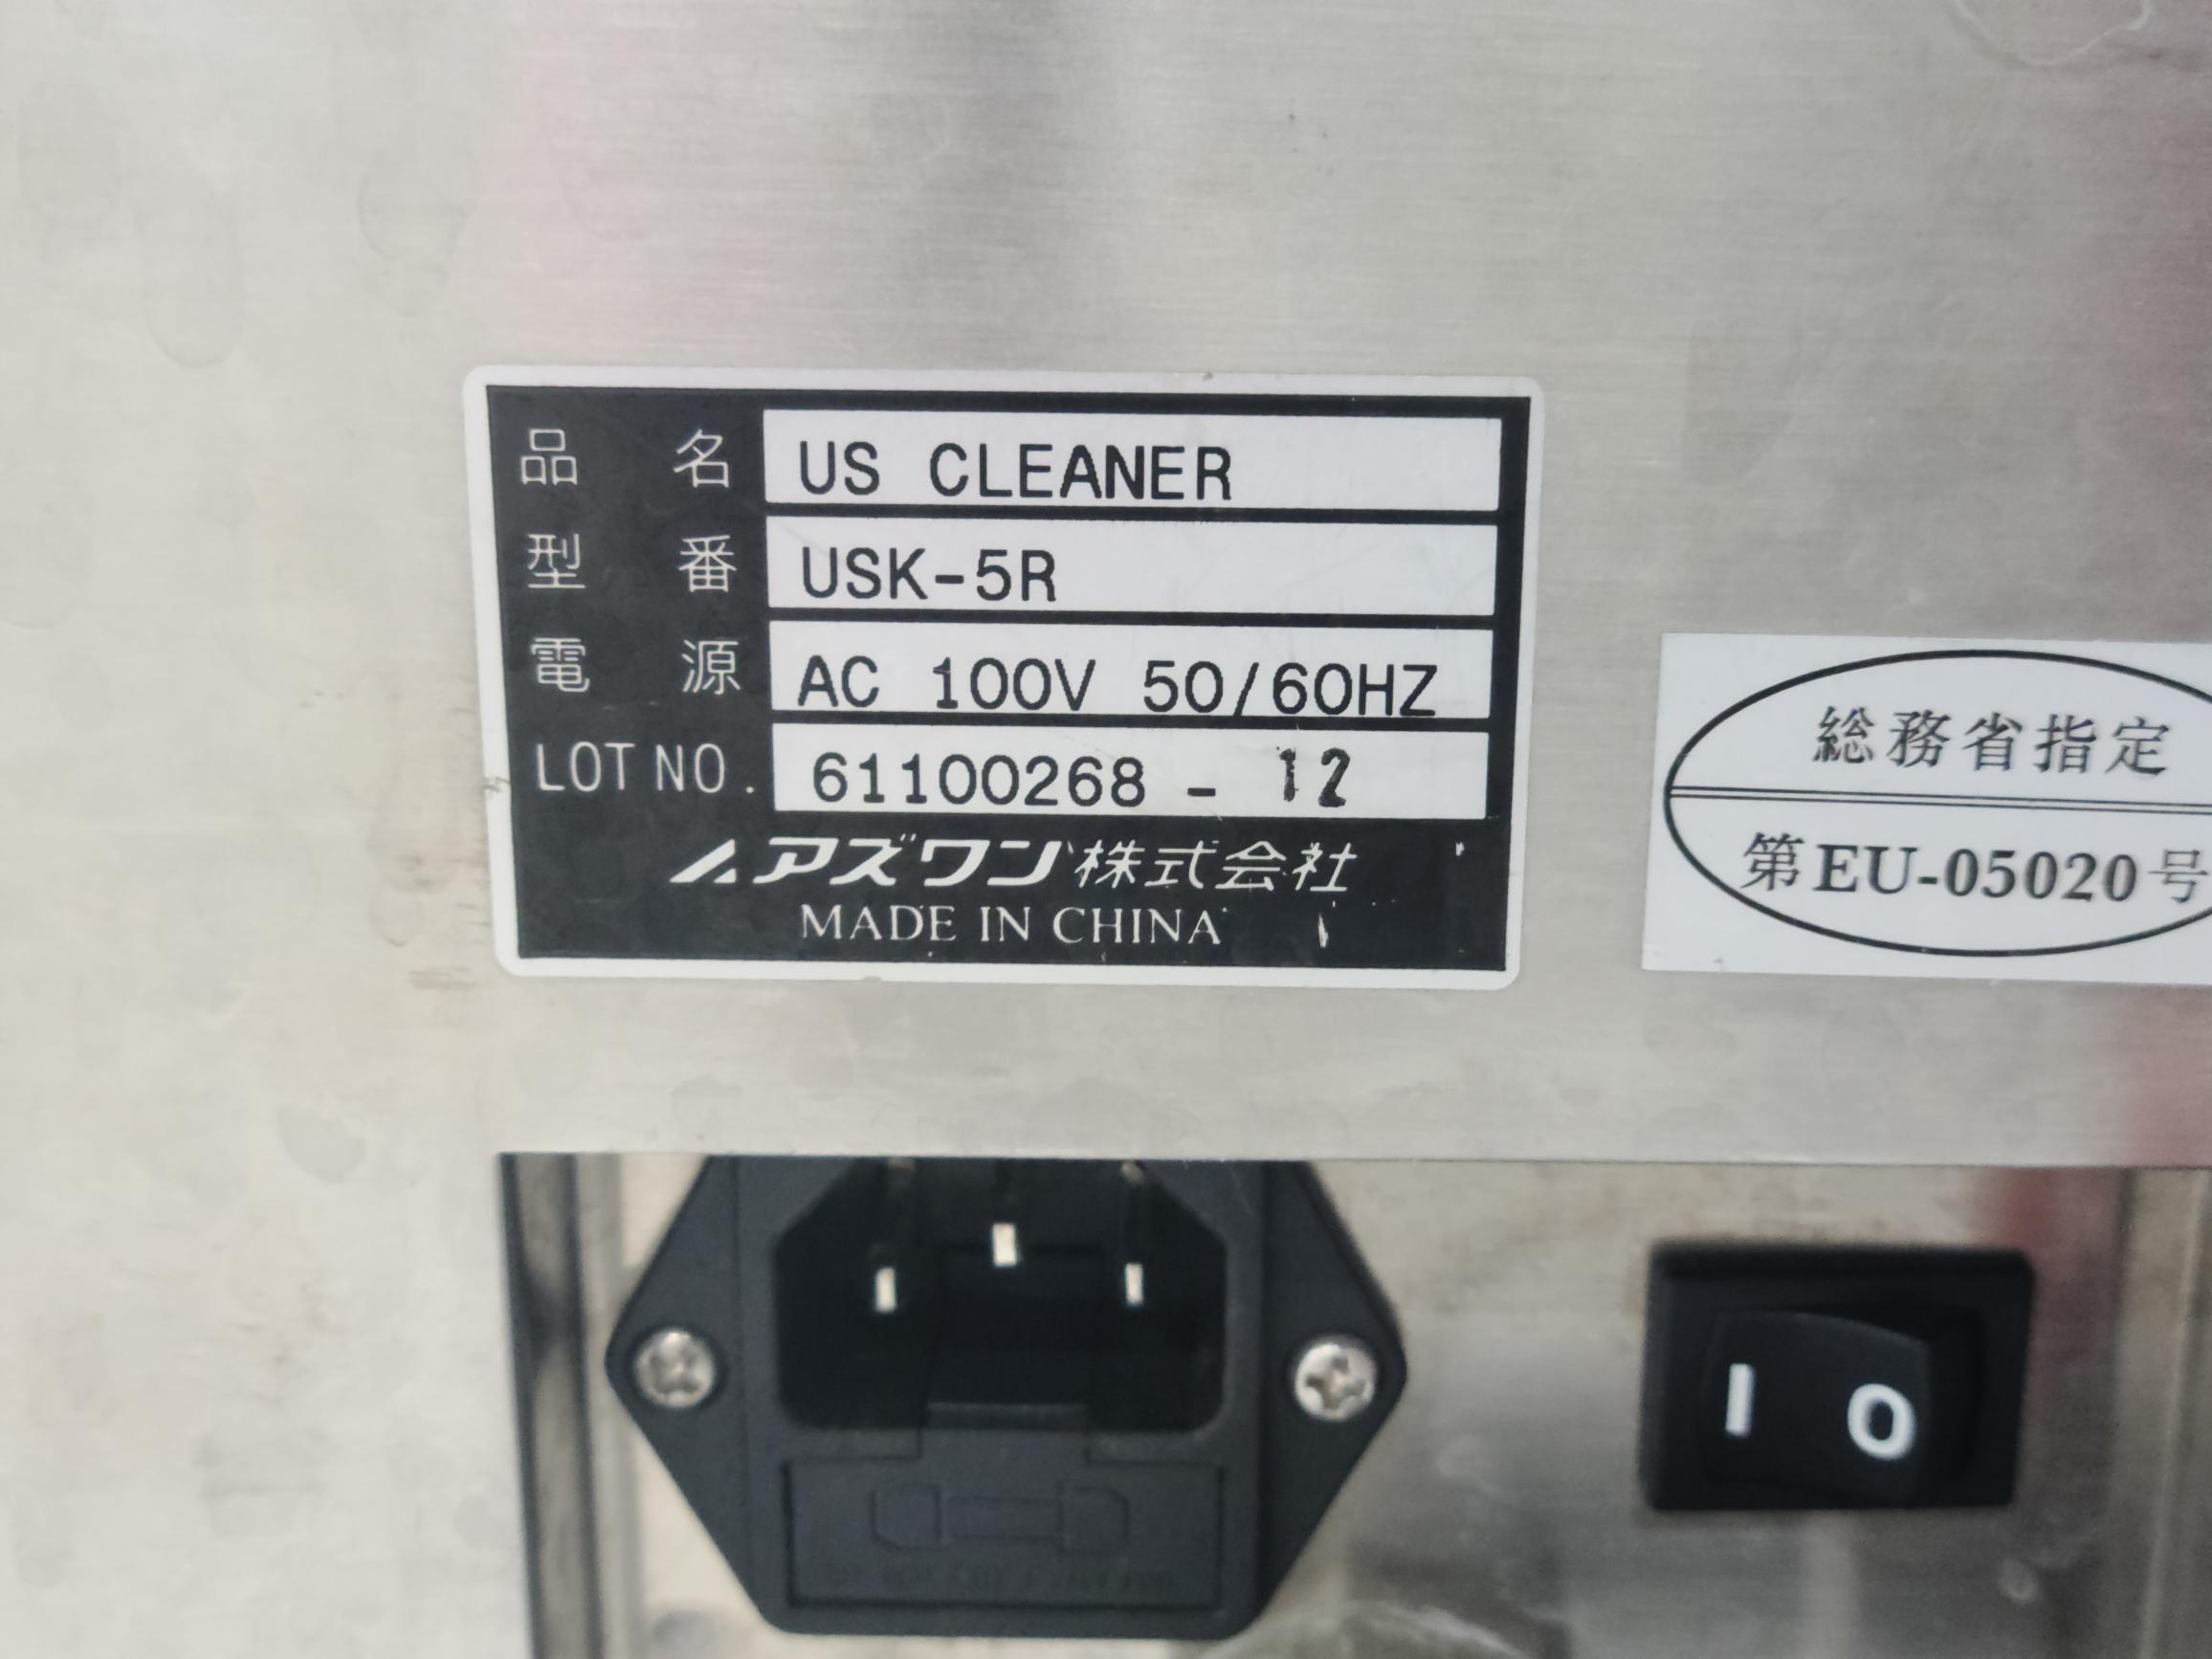 品名 US CLEANER
型番 USK-5R
電源 AC 100V 50/60HZ
LOT NO. 61100268 - 12
アズワン株式会社
MADE IN CHINA
総務省指定
第EU-05020号
I O